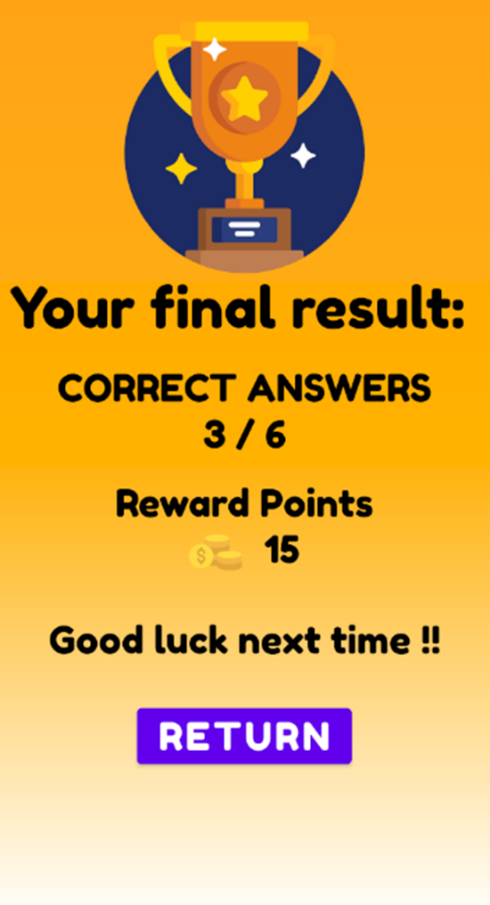 Your final result:
CORRECT ANSWERS
3 / 6
Reward Points
$ 15
Good luck next time !!
RETURN